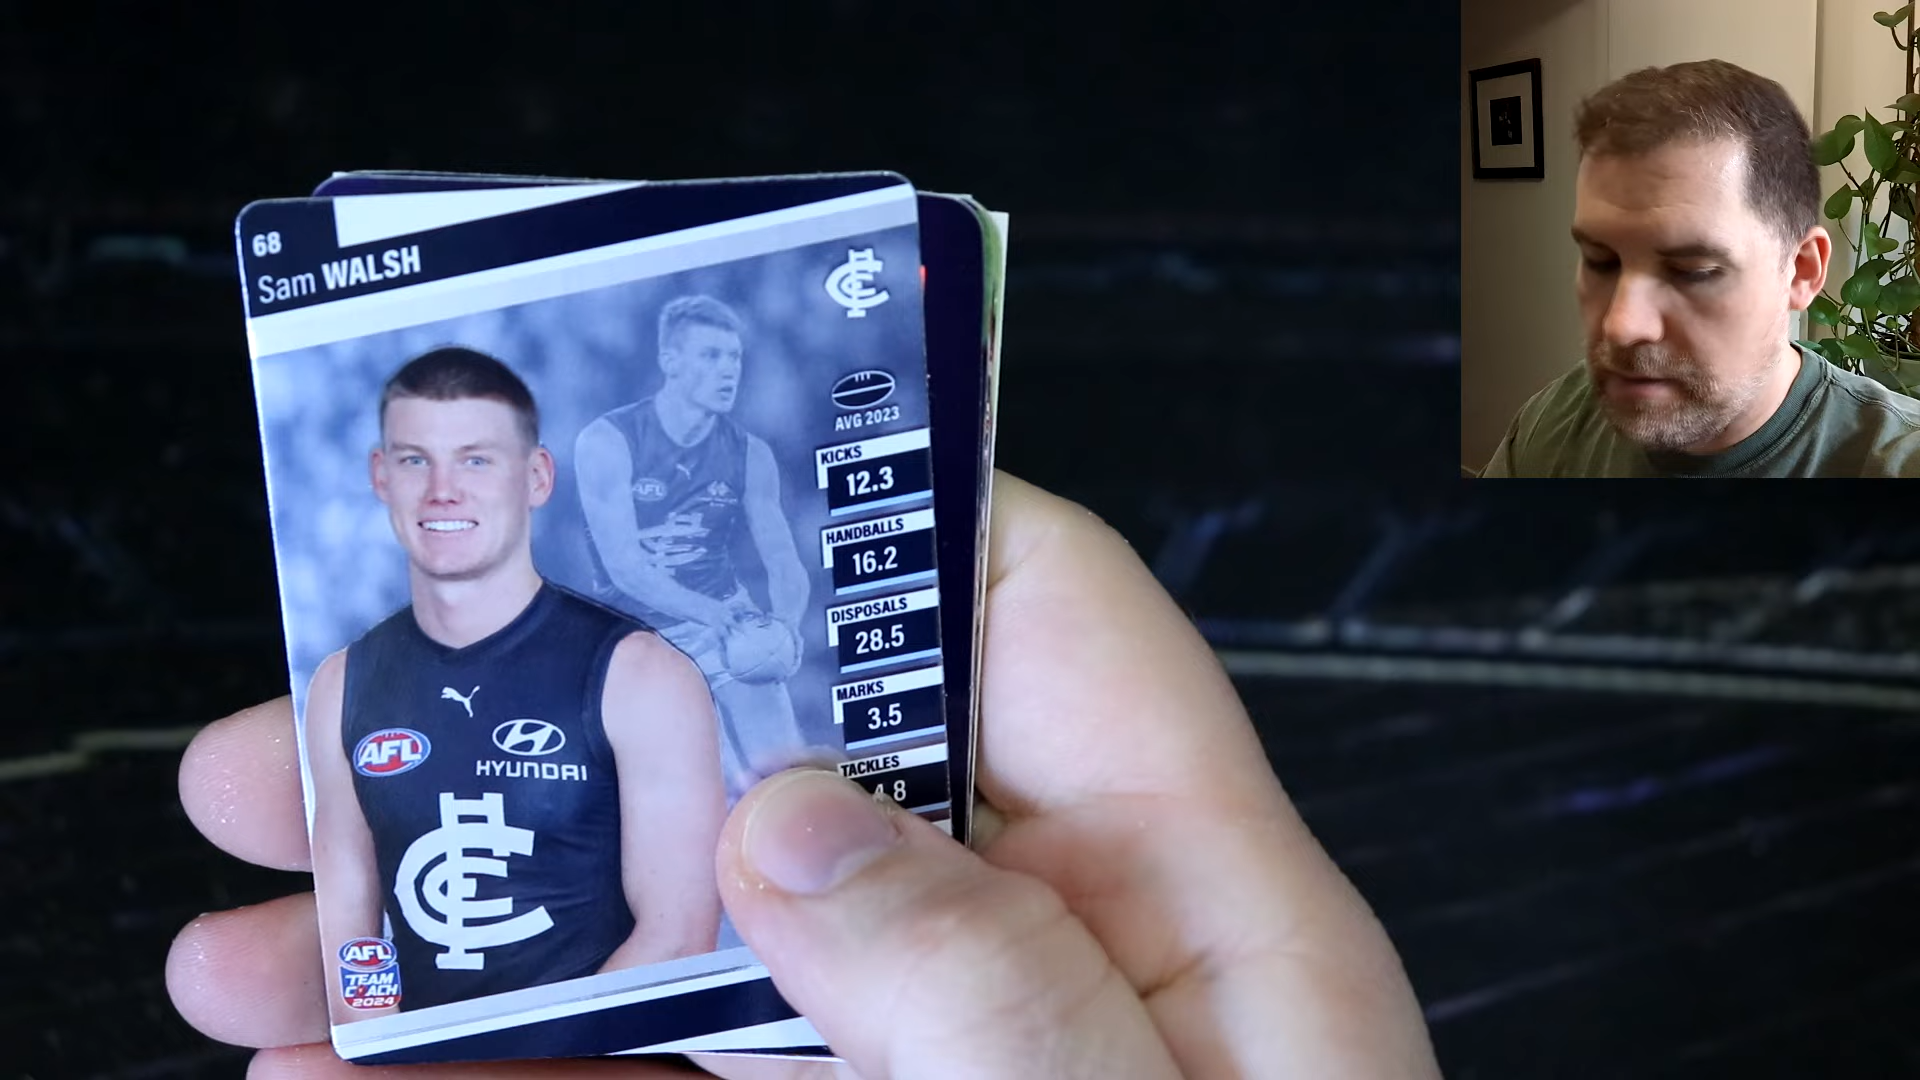 68
Sam WALSH
AVG 2023
KICKS
12.3
HANDBALLS
16.2
DISPOSALS
28.5
MARKS
3.5
TACKLES
4.8
AFL
HYUNDAI
AFL
AFL
TEAM
COACH
2024